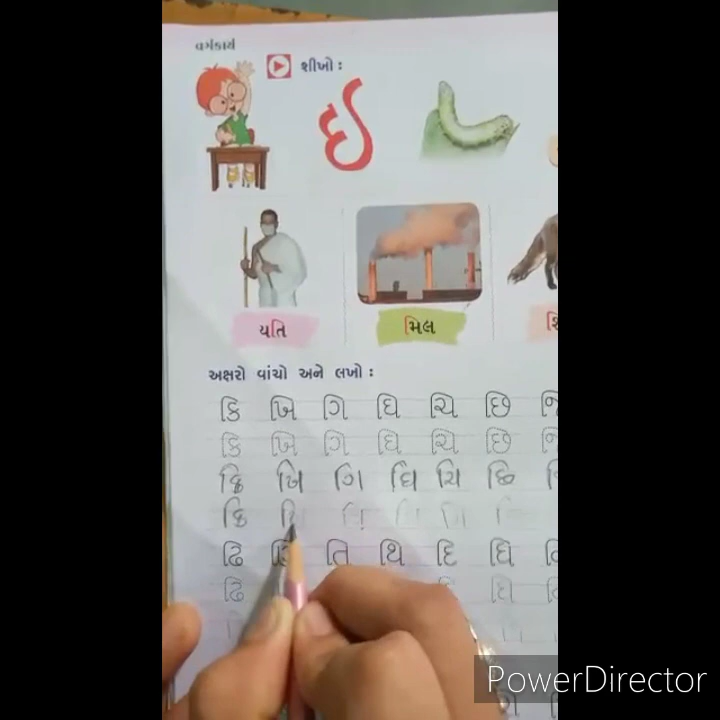 વર્ગકાર્ય
શીખો :
ઇ
યતિ મિલ
અક્ષરો વાંચો અને લખો :
કિ ખિ ગિ ઘિ ચિ છિ જિ
કિ ખિ ગિ ઘિ ચિ છિ જિ
કિ ખિ ગિ ઘિ ચિ છિ
કિ ખિ ગિ
ઢિ તિ થિ દિ ધિ
ઢિ ધિ
PowerDirector